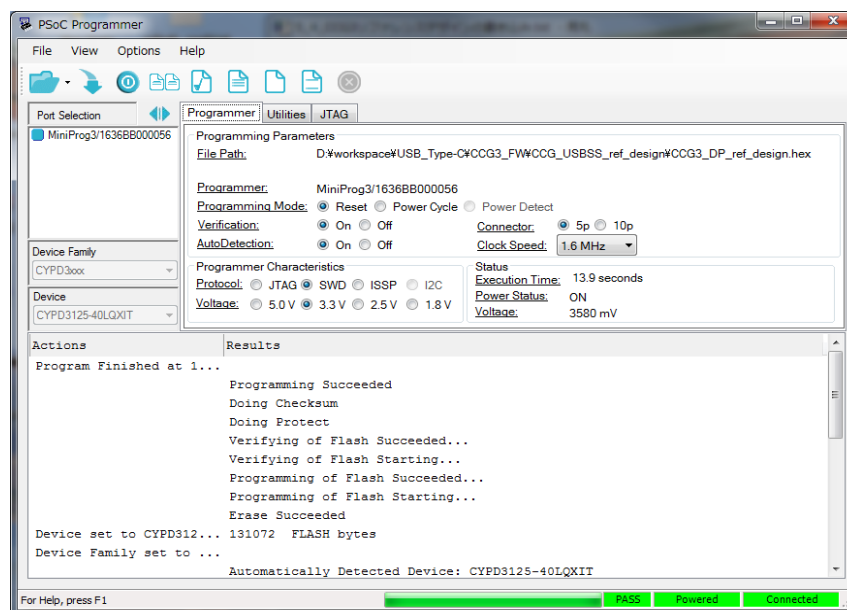 PSoC Programmer
File View Options Help
Port Selection
MiniProg3/1636BB000056
Device Family
CYPD3xxx
Device
CYPD3125-40LQXIT
Programmer Utilities JTAG
Programming Parameters
File Path: D:¥workspace¥USB_Type-C¥CCG3_FW¥CCG_USBSS_ref_design¥CCG3_DP_ref_design.hex
Programmer: MiniProg3/1636BB000056
Programming Mode: Reset Power Cycle Power Detect
Verification: On Off Connector: 5p 10p
AutoDetection: On Off Clock Speed: 1.6 MHz
Programmer Characteristics
Protocol: JTAG SWD ISSP I2C
Voltage: 5.0 V 3.3 V 2.5 V 1.8 V
Status
Execution Time: 13.9 seconds
Power Status: ON
Voltage: 3580 mV
Actions Results
Program Finished at 1...
Programming Succeeded
Doing Checksum
Doing Protect
Verifying of Flash Succeeded...
Verifying of Flash Starting...
Programming of Flash Succeeded...
Programming of Flash Starting...
Erase Succeeded
Device set to CYPD312... 131072 FLASH bytes
Device Family set to ...
Automatically Detected Device: CYPD3125-40LQXIT
For Help, press F1 PASS Powered Connected